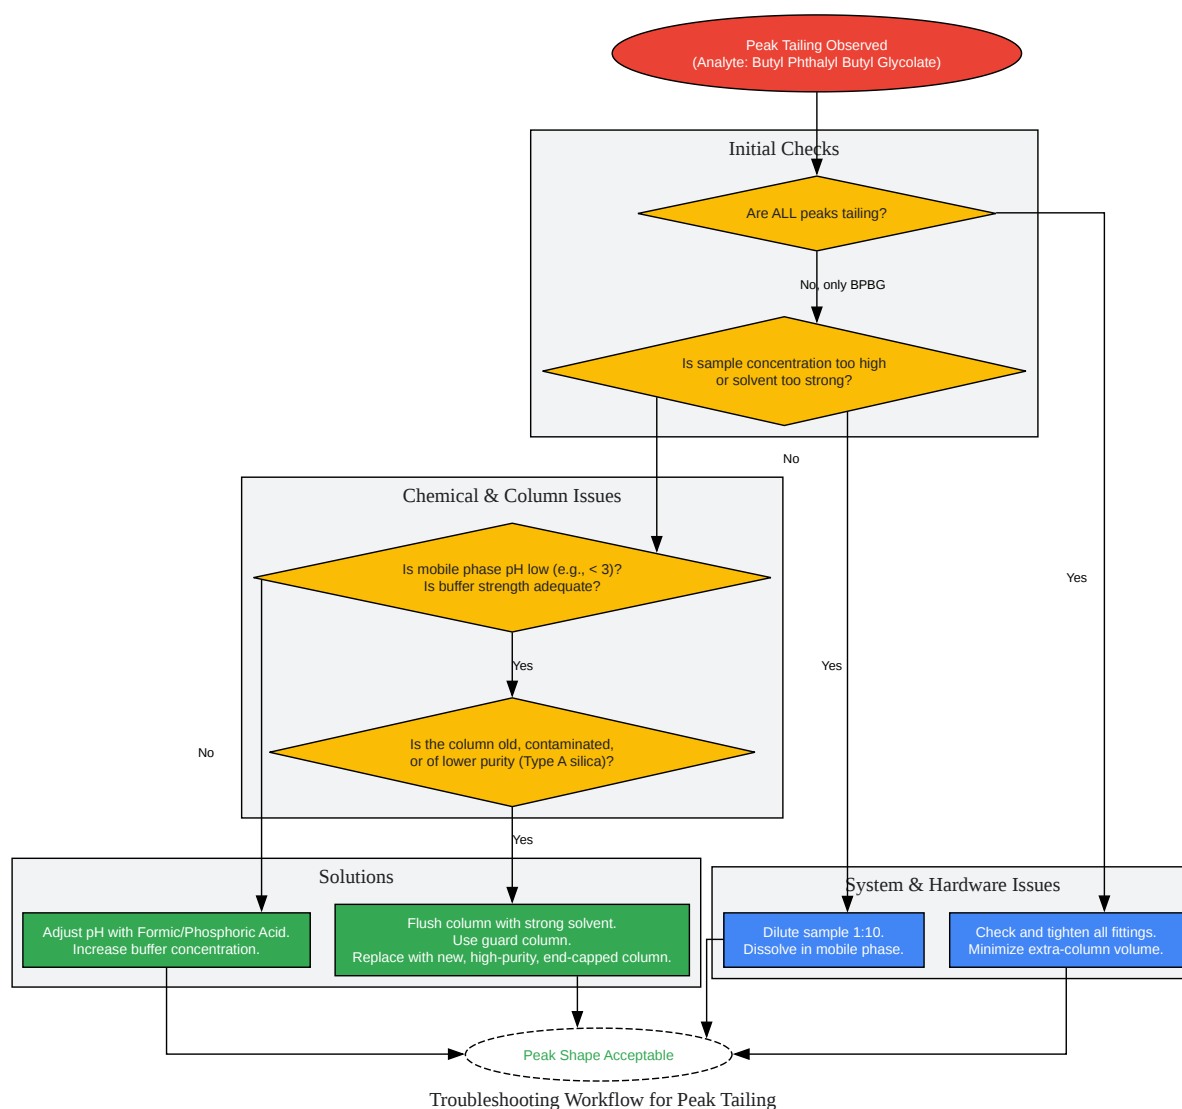 Peak Tailing Observed
(Analyte: Butyl Phthalyl Butyl Glycolate)
Initial Checks
Are ALL peaks tailing?
No, only BPBG
Is sample concentration too high
or solvent too strong?
No
Chemical & Column Issues
Is mobile phase pH low (e.g., < 3)?
Is buffer strength adequate?
Yes
Yes
Yes
No
Is the column old, contaminated,
or of lower purity (Type A silica)?
Yes
Solutions
Adjust pH with Formic/Phosphoric Acid.
Increase buffer concentration.
Flush column with strong solvent.
Use guard column.
Replace with new, high-purity, end-capped column.
System & Hardware Issues
Dilute sample 1:10.
Dissolve in mobile phase.
Check and tighten all fittings.
Minimize extra-column volume.
Peak Shape Acceptable
Troubleshooting Workflow for Peak Tailing